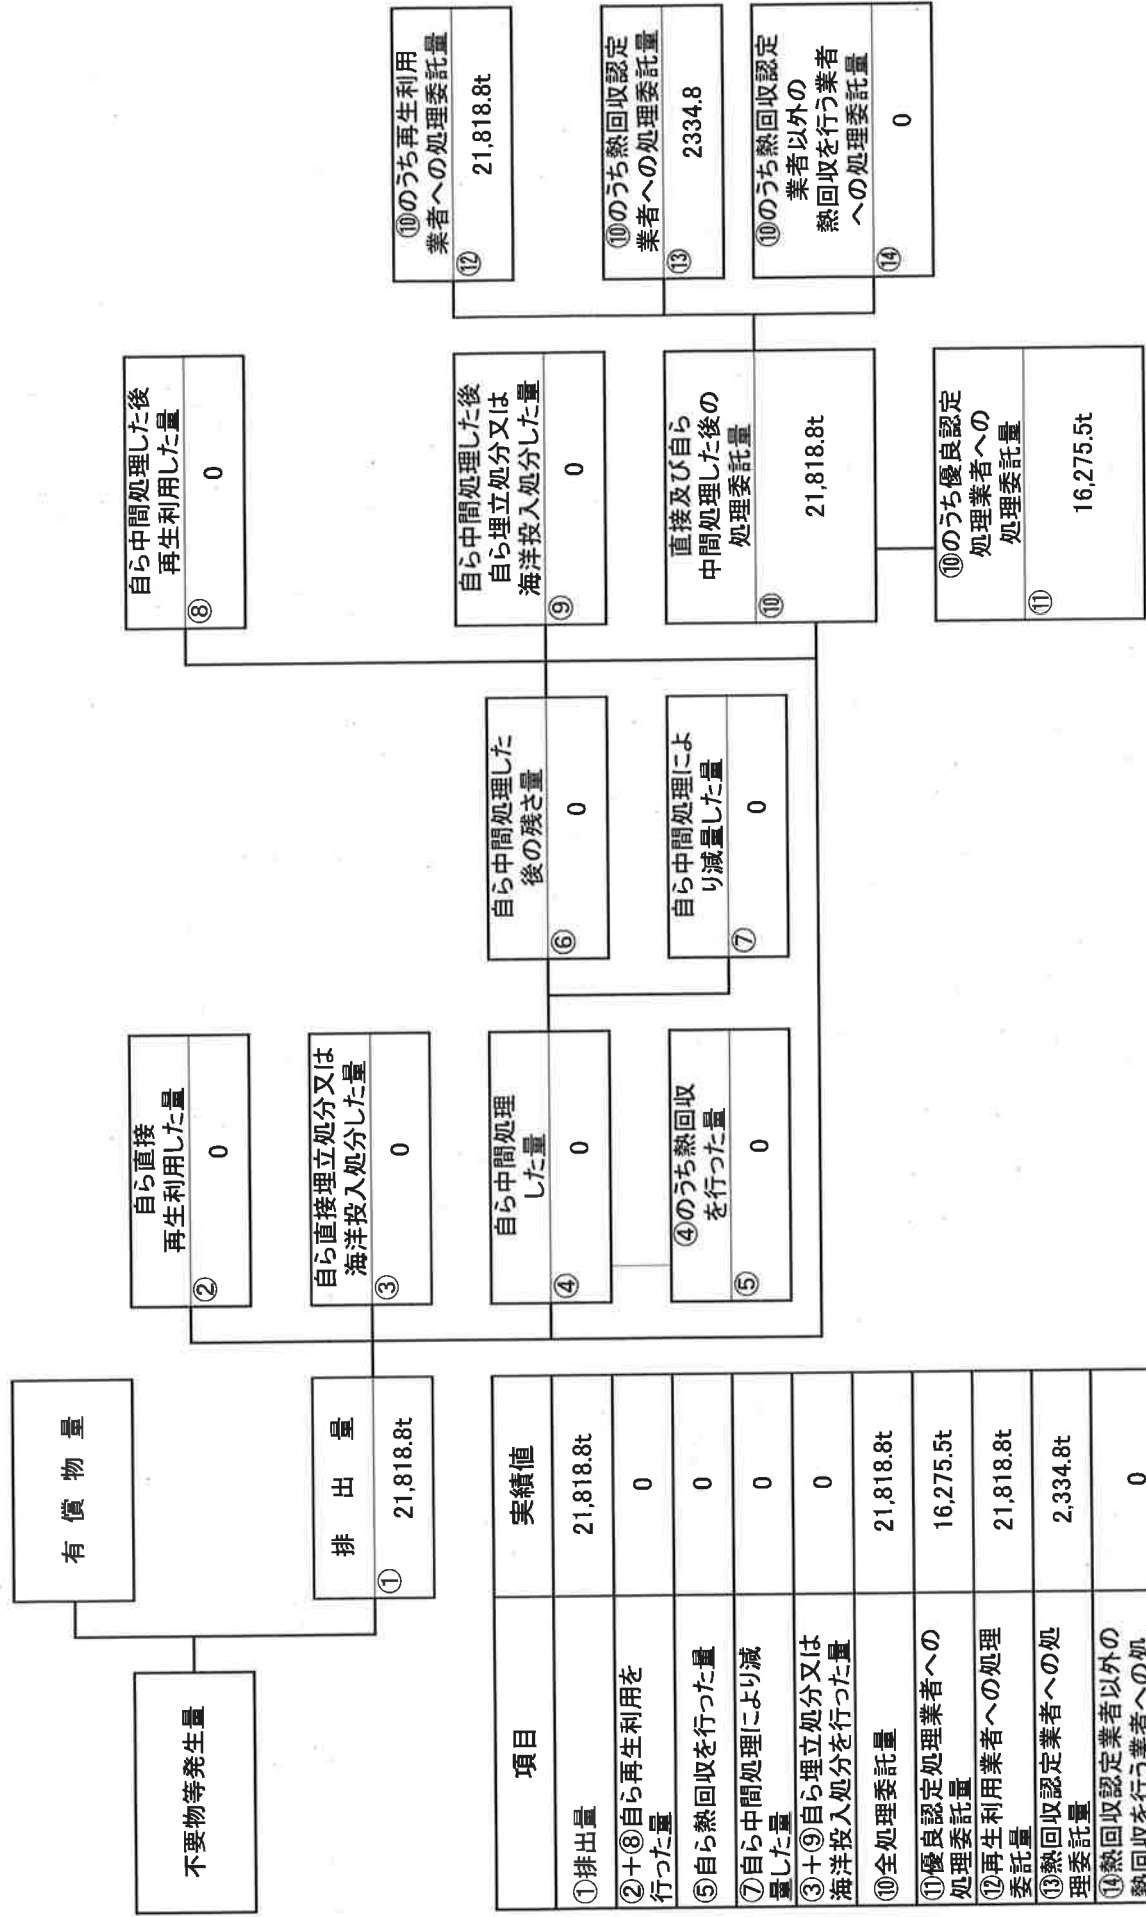 不要物等発生量
有償物量
排出量
①
21,818.8t
自ら直接
再生利用した量
②
0
自ら直接埋立処分又は
海洋投入処分した量
③
0
自ら中間処理
した量
④
0
④のうち熱回収
を行った量
⑤
0
自ら中間処理した
後の残さ量
⑥
0
自ら中間処理によ
り減量した量
⑦
0
自ら中間処理した後
再生利用した量
⑧
0
自ら中間処理した後
自ら埋立処分又は
海洋投入処分した量
⑨
0
直接及び自ら
中間処理した後の
処理委託量
⑩
21,818.8t
⑩のうち優良認定
処理業者への
処理委託量
⑪
16,275.5t
⑩のうち再生利用
業者への処理委託量
⑫
21,818.8t
⑩のうち熱回収認定
業者への処理委託量
⑬
2334.8
⑩のうち熱回収認定
業者以外の
熱回収を行う業者
への処理委託量
⑭
0
項目 実績値
①排出量 21,818.8t
②+⑧自ら再生利用を
行った量 0
⑤自ら熱回収を行った量 0
⑦自ら中間処理により減
量した量 0
③+⑨自ら埋立処分又は
海洋投入処分を行った量 0
⑩全処理委託量 21,818.8t
⑪優良認定処理業者への
処理委託量 16,275.5t
⑫再生利用業者への処理
委託量 21,818.8t
⑬熱回収認定業者への処
理委託量 2,334.8t
⑭熱回収認定業者以外の
熱回収を行う業者への処 0